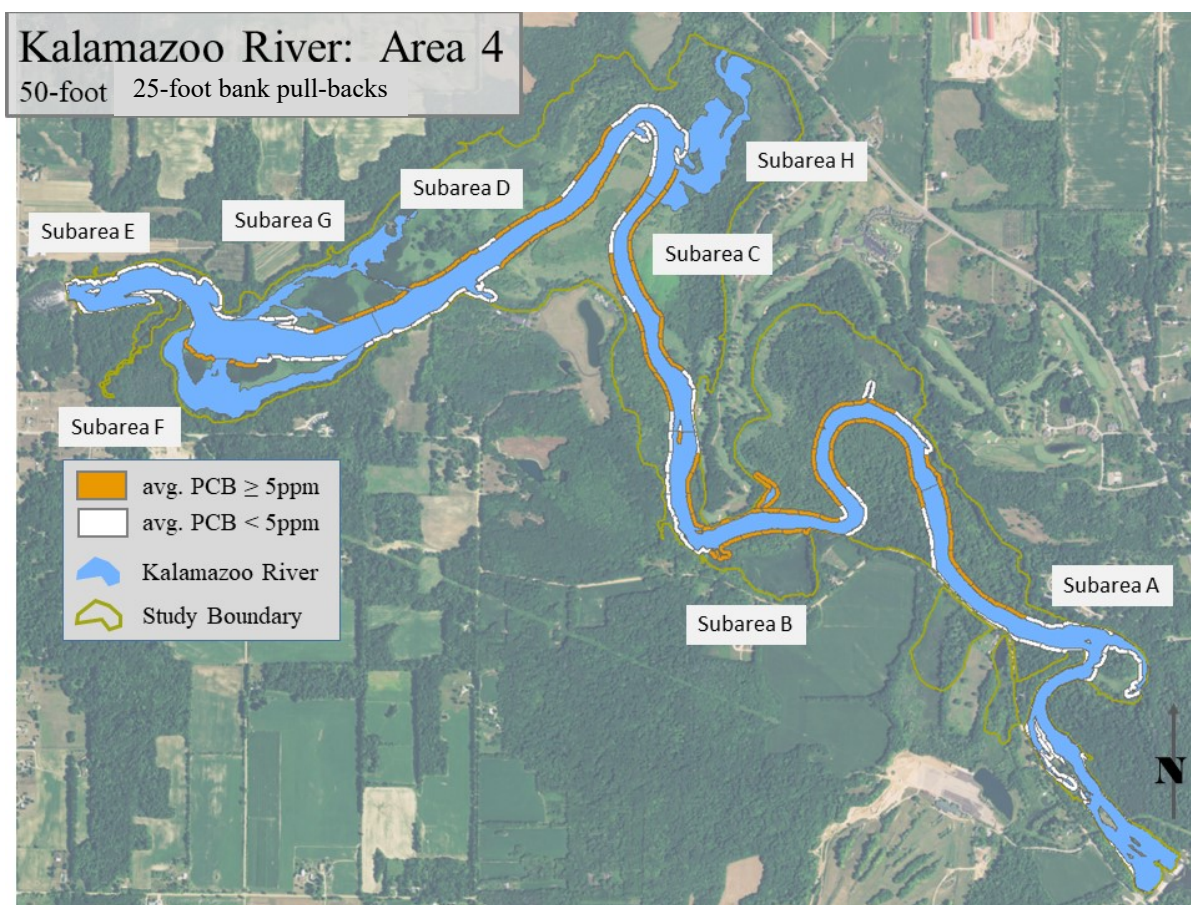 Kalamazoo River: Area 4
50-foot 25-foot bank pull-backs
Subarea H
Subarea D
Subarea G
Subarea E
Subarea C
Subarea F
avg. PCB ≥ 5ppm
avg. PCB < 5ppm
Kalamazoo River
Study Boundary
Subarea A
Subarea B
N